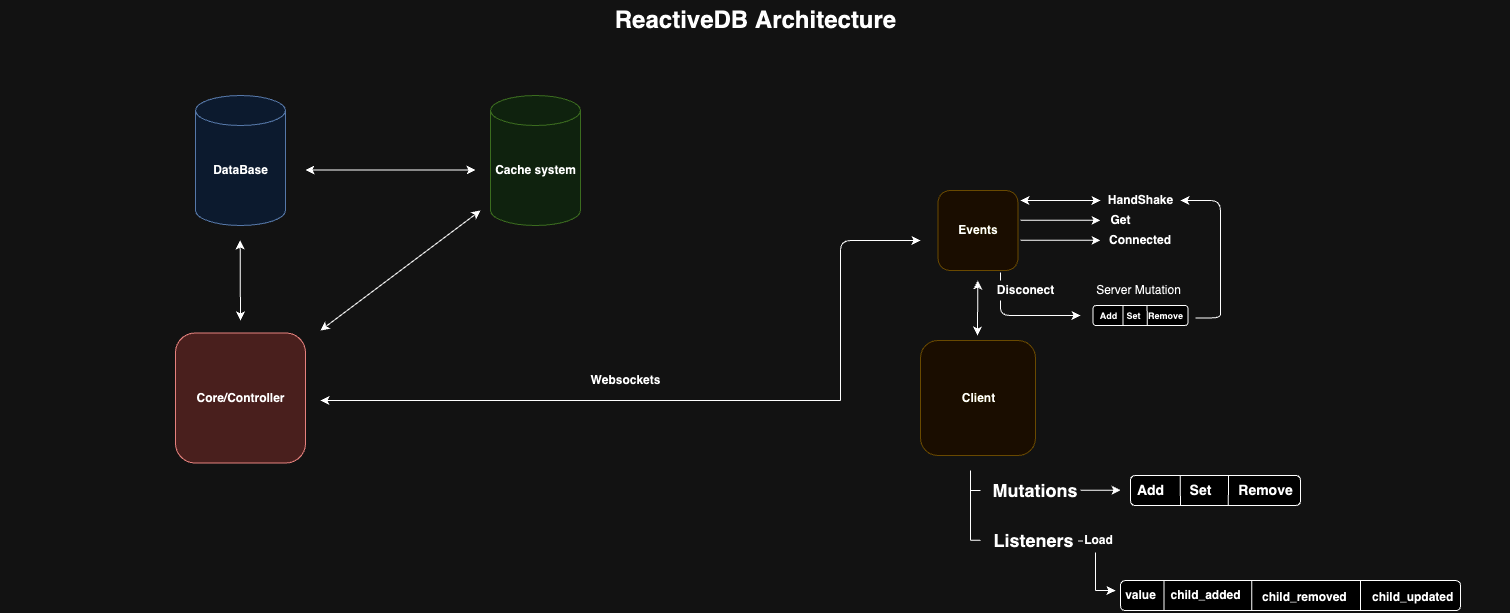 ReactiveDB Architecture
DataBase
Cache system
Events
HandShake
Get
Connected
Disconect
Server Mutation
Add Set Remove
Websockets
Core/Controller
Client
Mutations
Add Set Remove
Listeners
Load
value child_added child_removed child_updated